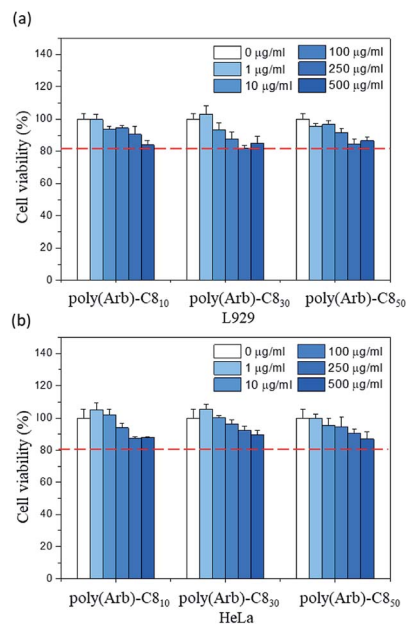 (a)
140
120
100
80
60
40
20
0
Cell viability (%)
0 μg/ml
1 μg/ml
10 μg/ml
100 μg/ml
250 μg/ml
500 μg/ml
poly(Arb)-C8₁₀ poly(Arb)-C8₃₀ poly(Arb)-C8₅₀
L929
(b)
140
120
100
80
60
40
20
0
Cell viability (%)
0 μg/ml
1 μg/ml
10 μg/ml
100 μg/ml
250 μg/ml
500 μg/ml
poly(Arb)-C8₁₀ poly(Arb)-C8₃₀ poly(Arb)-C8₅₀
HeLa